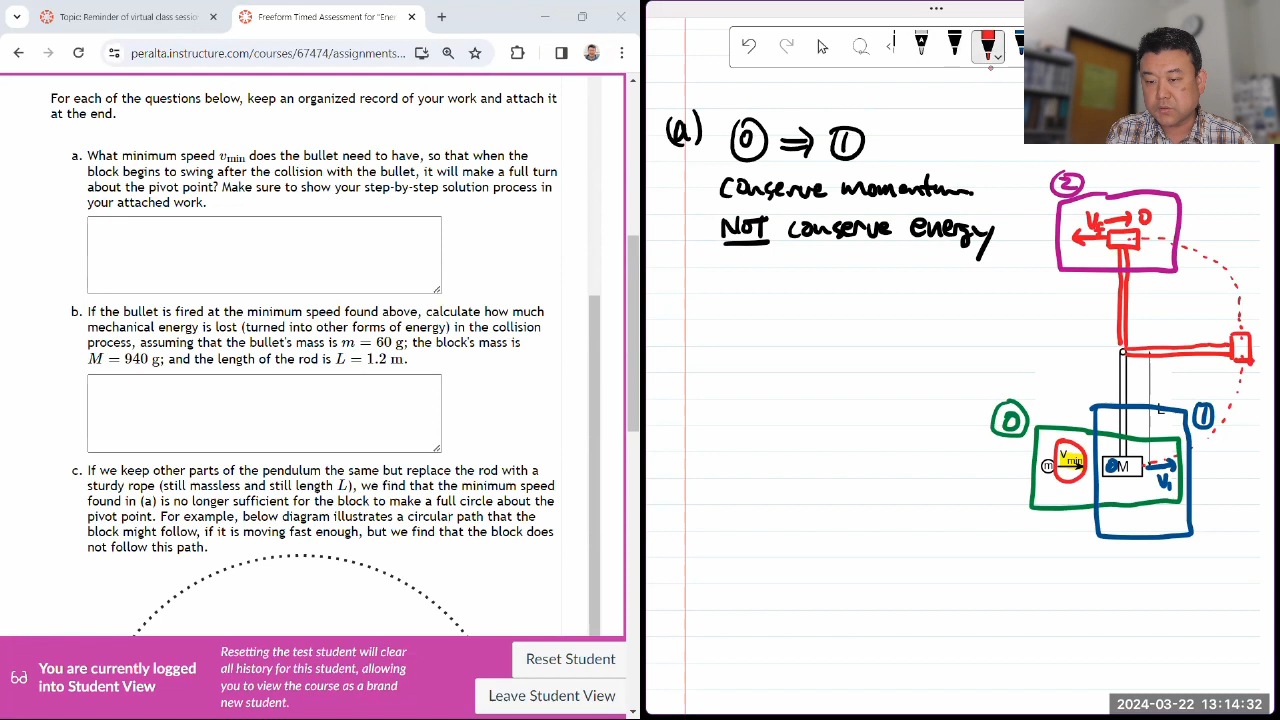 Topic: Reminder of virtual class session
Freeform Timed Assessment for "Ener
peralta.instructure.com/courses/67474/assignments...
For each of the questions below, keep an organized record of your work and attach it
at the end.
a. What minimum speed vmin does the bullet need to have, so that when the
block begins to swing after the collision with the bullet, it will make a full turn
about the pivot point? Make sure to show your step-by-step solution process in
your attached work.
b. If the bullet is fired at the minimum speed found above, calculate how much
mechanical energy is lost (turned into other forms of energy) in the collision
process, assuming that the bullet's mass is m = 60 g; the block's mass is
M = 940 g; and the length of the rod is L = 1.2 m.
c. If we keep other parts of the pendulum the same but replace the rod with a
sturdy rope (still massless and still length L), we find that the minimum speed
found in (a) is no longer sufficient for the block to make a full circle about the
pivot point. For example, below diagram illustrates a circular path that the
block might follow, if it is moving fast enough, but we find that the block does
not follow this path.
You are currently logged
into Student View
Resetting the test student will clear
all history for this student, allowing
you to view the course as a brand
new student.
Reset Student
Leave Student View
(a) 0 ⇒ 1
Conserve momentum.
NOT conserve energy
2
Vf → 0
L
0
1
m
vmin
M
V1
2024-03-22 13:14:32